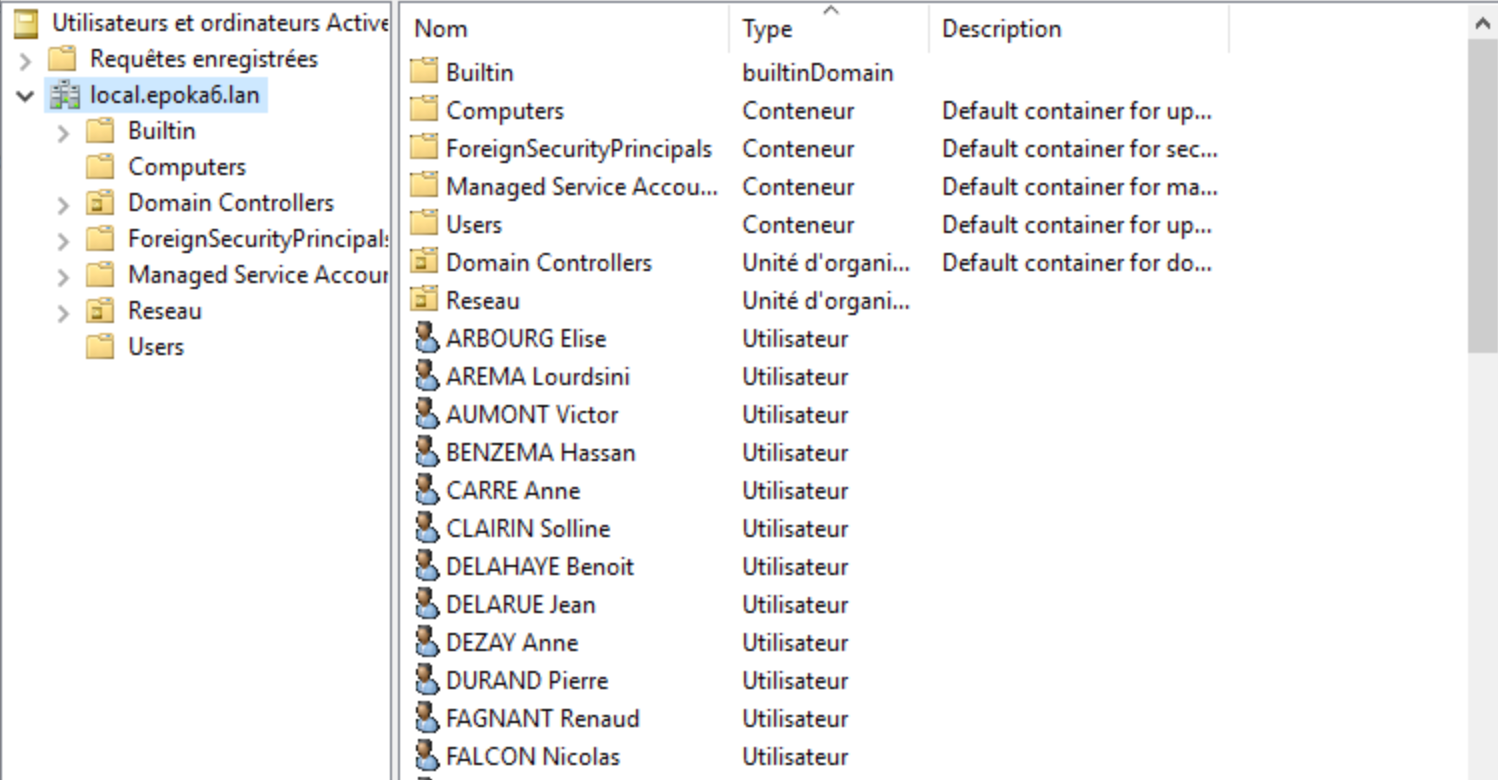 Utilisateurs et ordinateurs Active
Requêtes enregistrées
local.epoka6.lan
Builtin
Computers
Domain Controllers
ForeignSecurityPrincipals
Managed Service Accour
Reseau
Users
Nom Type Description
Builtin builtinDomain
Computers Conteneur Default container for up...
ForeignSecurityPrincipals Conteneur Default container for sec...
Managed Service Accou... Conteneur Default container for ma...
Users Conteneur Default container for up...
Domain Controllers Unité d'organi... Default container for do...
Reseau Unité d'organi...
ARBOURG Elise Utilisateur
AREMA Lourdsini Utilisateur
AUMONT Victor Utilisateur
BENZEMA Hassan Utilisateur
CARRE Anne Utilisateur
CLAIRIN Solline Utilisateur
DELAHAYE Benoit Utilisateur
DELARUE Jean Utilisateur
DEZAY Anne Utilisateur
DURAND Pierre Utilisateur
FAGNANT Renaud Utilisateur
FALCON Nicolas Utilisateur